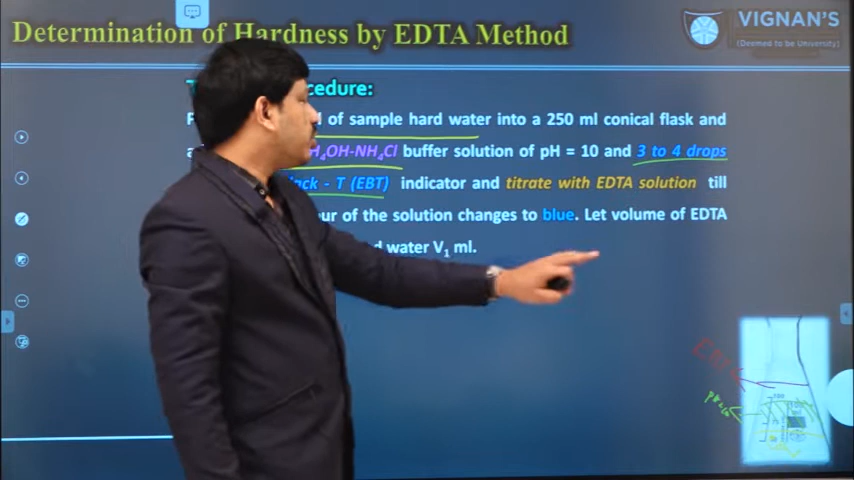 Determination of Hardness by EDTA Method
VIGNAN'S
(Deemed to be University)
cedure:
of sample hard water into a 250 ml conical flask and
H₄OH-NH₄Cl buffer solution of pH = 10 and 3 to 4 drops
ack - T (EBT) indicator and titrate with EDTA solution till
ur of the solution changes to blue. Let volume of EDTA
d water V₁ ml.
EBT